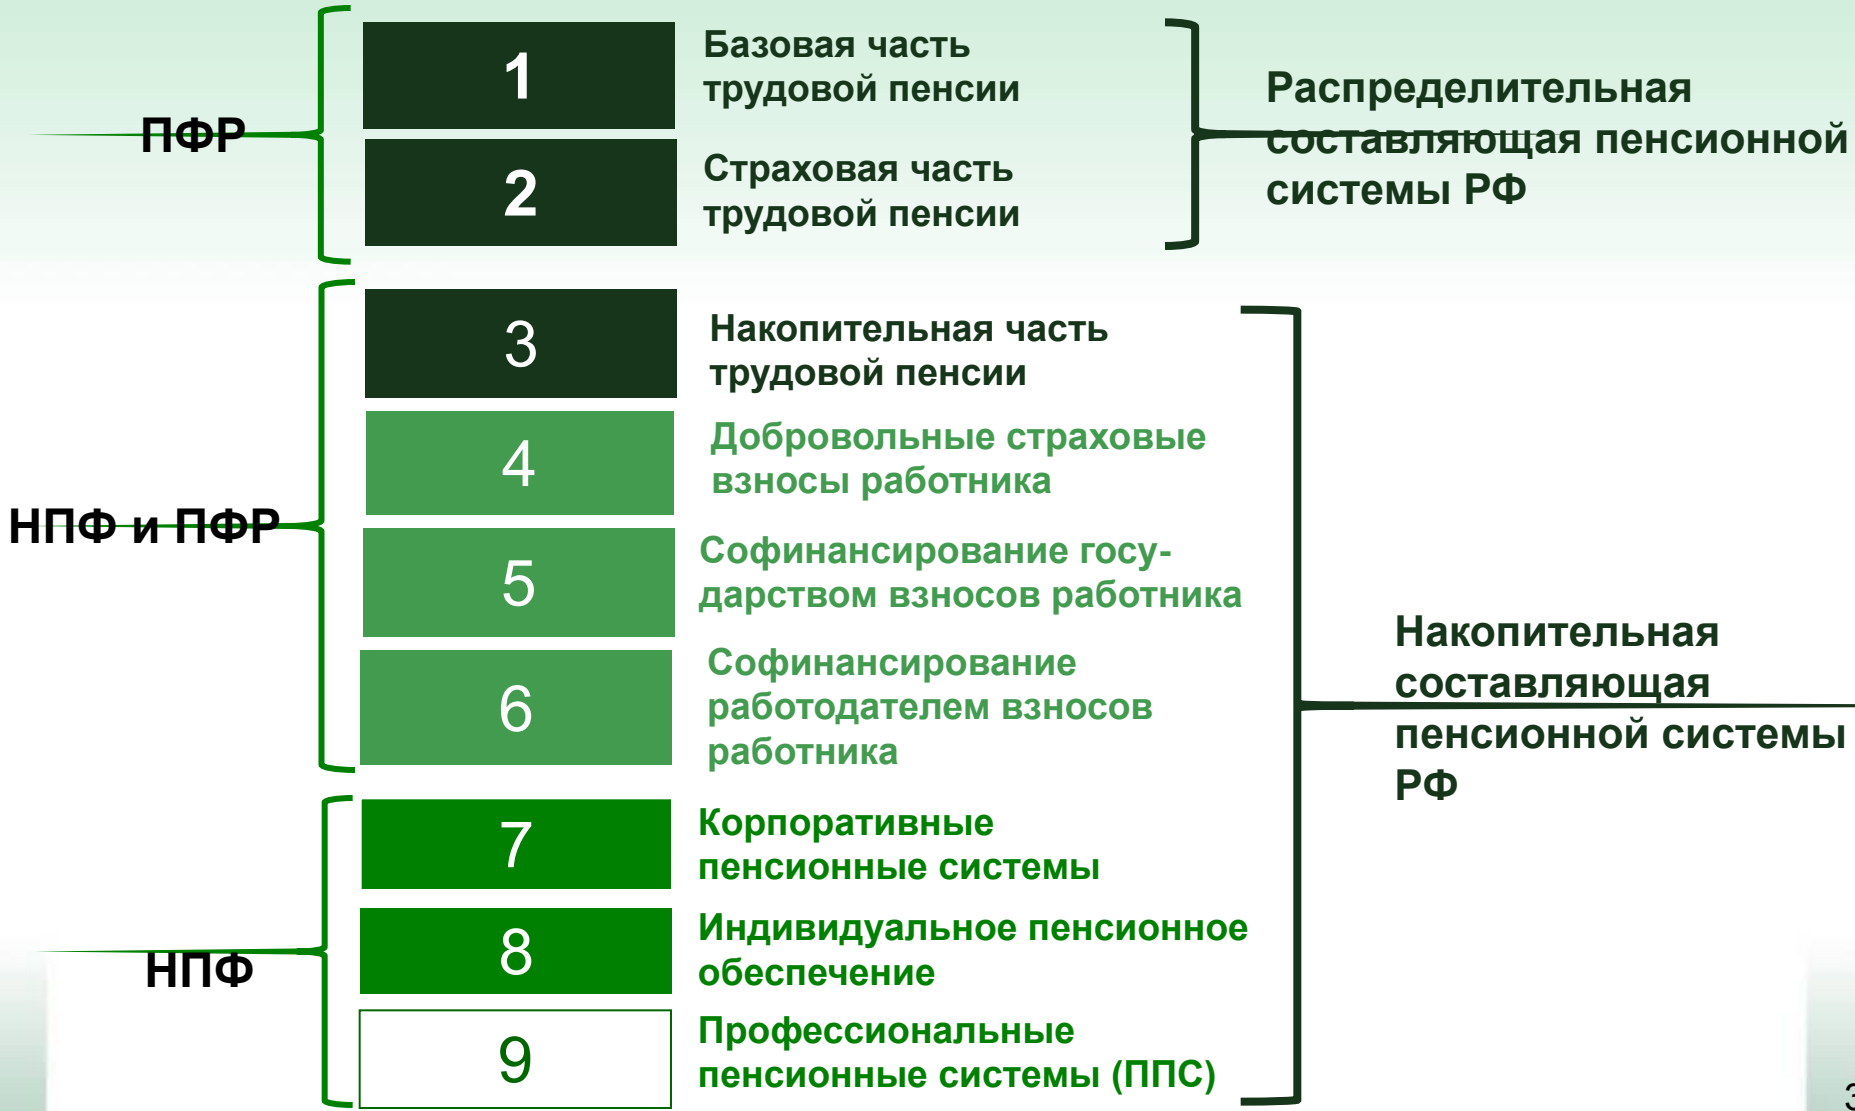 ПФР
1
Базовая часть
трудовой пенсии
2
Страховая часть
трудовой пенсии
Распределительная
составляющая пенсионной
системы РФ
НПФ и ПФР
3
Накопительная часть
трудовой пенсии
4
Добровольные страховые
взносы работника
5
Софинансирование госу-
дарством взносов работника
6
Софинансирование
работодателем взносов
работника
Накопительная
составляющая
пенсионной системы
РФ
НПФ
7
Корпоративные
пенсионные системы
8
Индивидуальное пенсионное
обеспечение
9
Профессиональные
пенсионные системы (ППС)